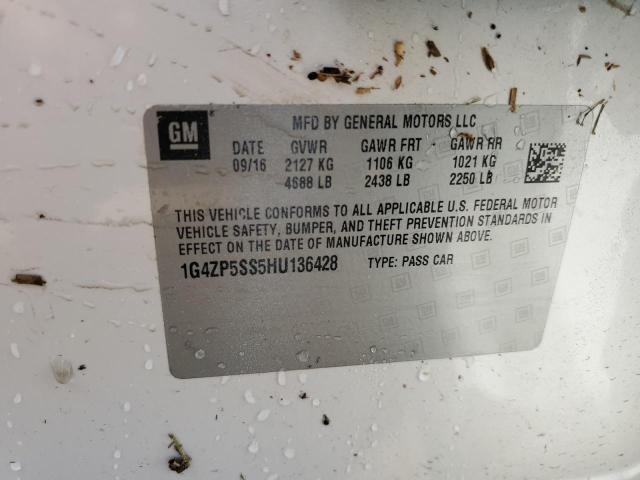 GM
MFD BY GENERAL MOTORS LLC
DATE GVWR GAWR FRT - GAWR RR
09/16 2127 KG 1106 KG 1021 KG
4688 LB 2438 LB 2250 LB
THIS VEHICLE CONFORMS TO ALL APPLICABLE U.S. FEDERAL MOTOR
VEHICLE SAFETY, BUMPER, AND THEFT PREVENTION STANDARDS IN
EFFECT ON THE DATE OF MANUFACTURE SHOWN ABOVE.
1G4ZP5SS5HU136428 TYPE: PASS CAR